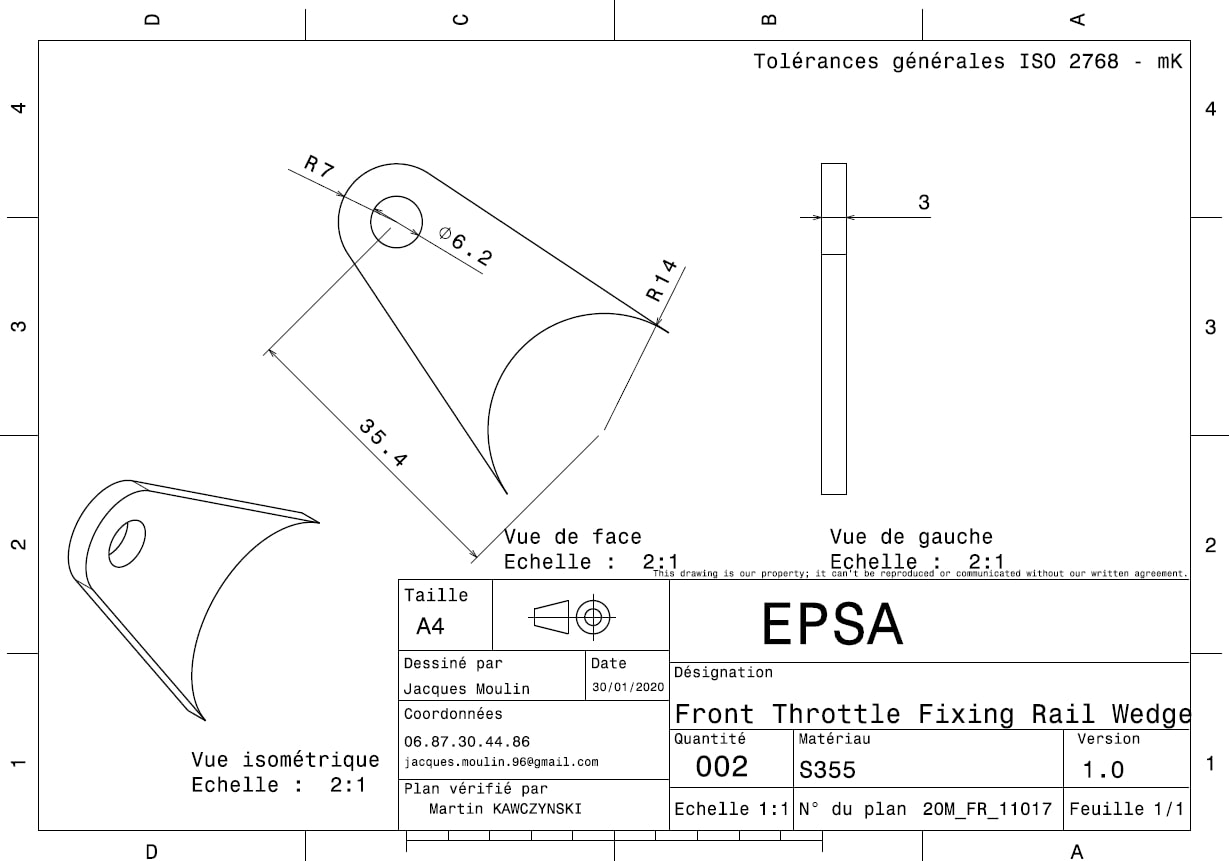 D C B A
Tolérances générales ISO 2768 - mK
4 4
R7
3
Ø6.2
R14
3 3
35.4
2 2
Vue de face
Echelle : 2:1
Vue de gauche
Echelle : 2:1
This drawing is our property; it can't be reproduced or communicated without our written agreement.
Taille
A4
EPSA
Dessiné par
Jacques Moulin
Date
30/01/2020
Désignation
Front Throttle Fixing Rail Wedge
Coordonnées
06.87.30.44.86
jacques.moulin.96@gmail.com
Quantité
002
Matériau
S355
Version
1.0
Vue isométrique
Echelle : 2:1
1 1
Plan vérifié par
Martin KAWCZYNSKI
Echelle 1:1
N° du plan 20M_FR_11017
Feuille 1/1
D A